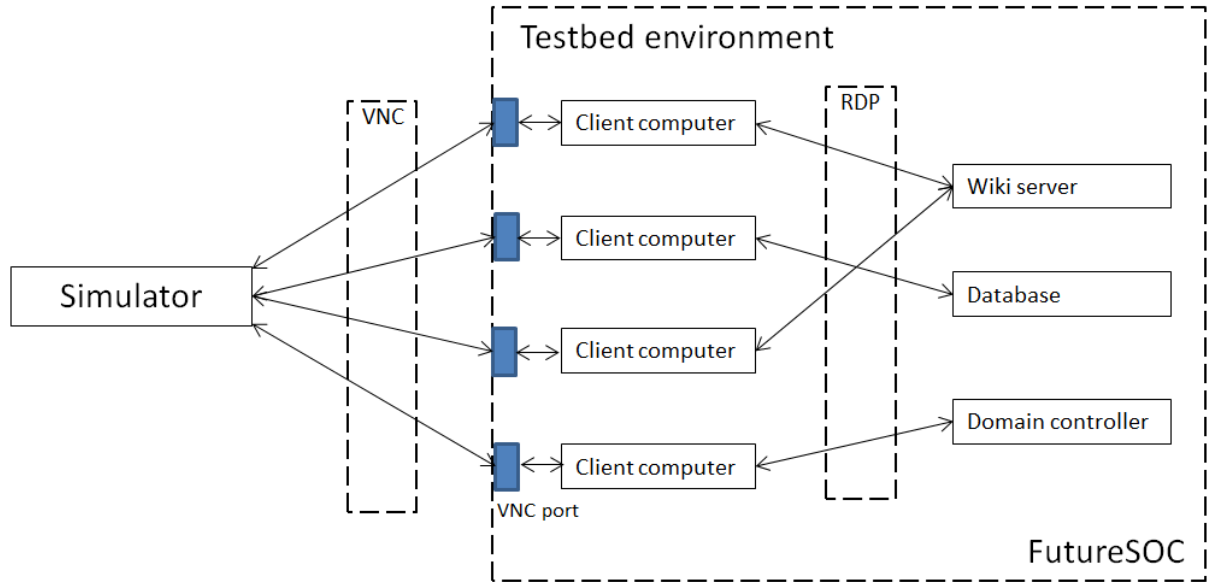 Testbed environment
VNC
RDP
Client computer
Wiki server
Client computer
Simulator
Database
Client computer
Domain controller
Client computer
VNC port
FutureSOC